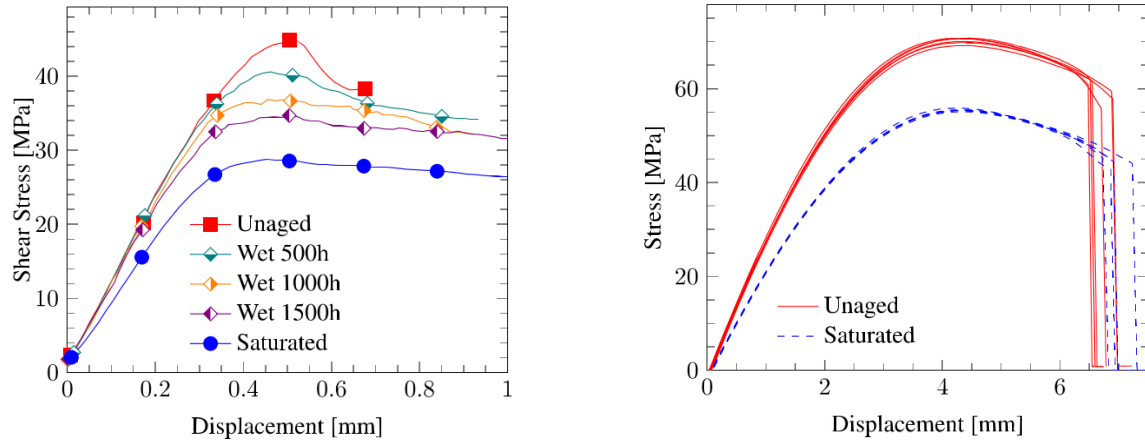 Shear Stress [MPa]
40
30
20
10
0
0
0.2
0.4
0.6
0.8
1
Displacement [mm]
Unaged
Wet 500h
Wet 1000h
Wet 1500h
Saturated
Stress [MPa]
60
40
20
0
0
2
4
6
Displacement [mm]
Unaged
Saturated